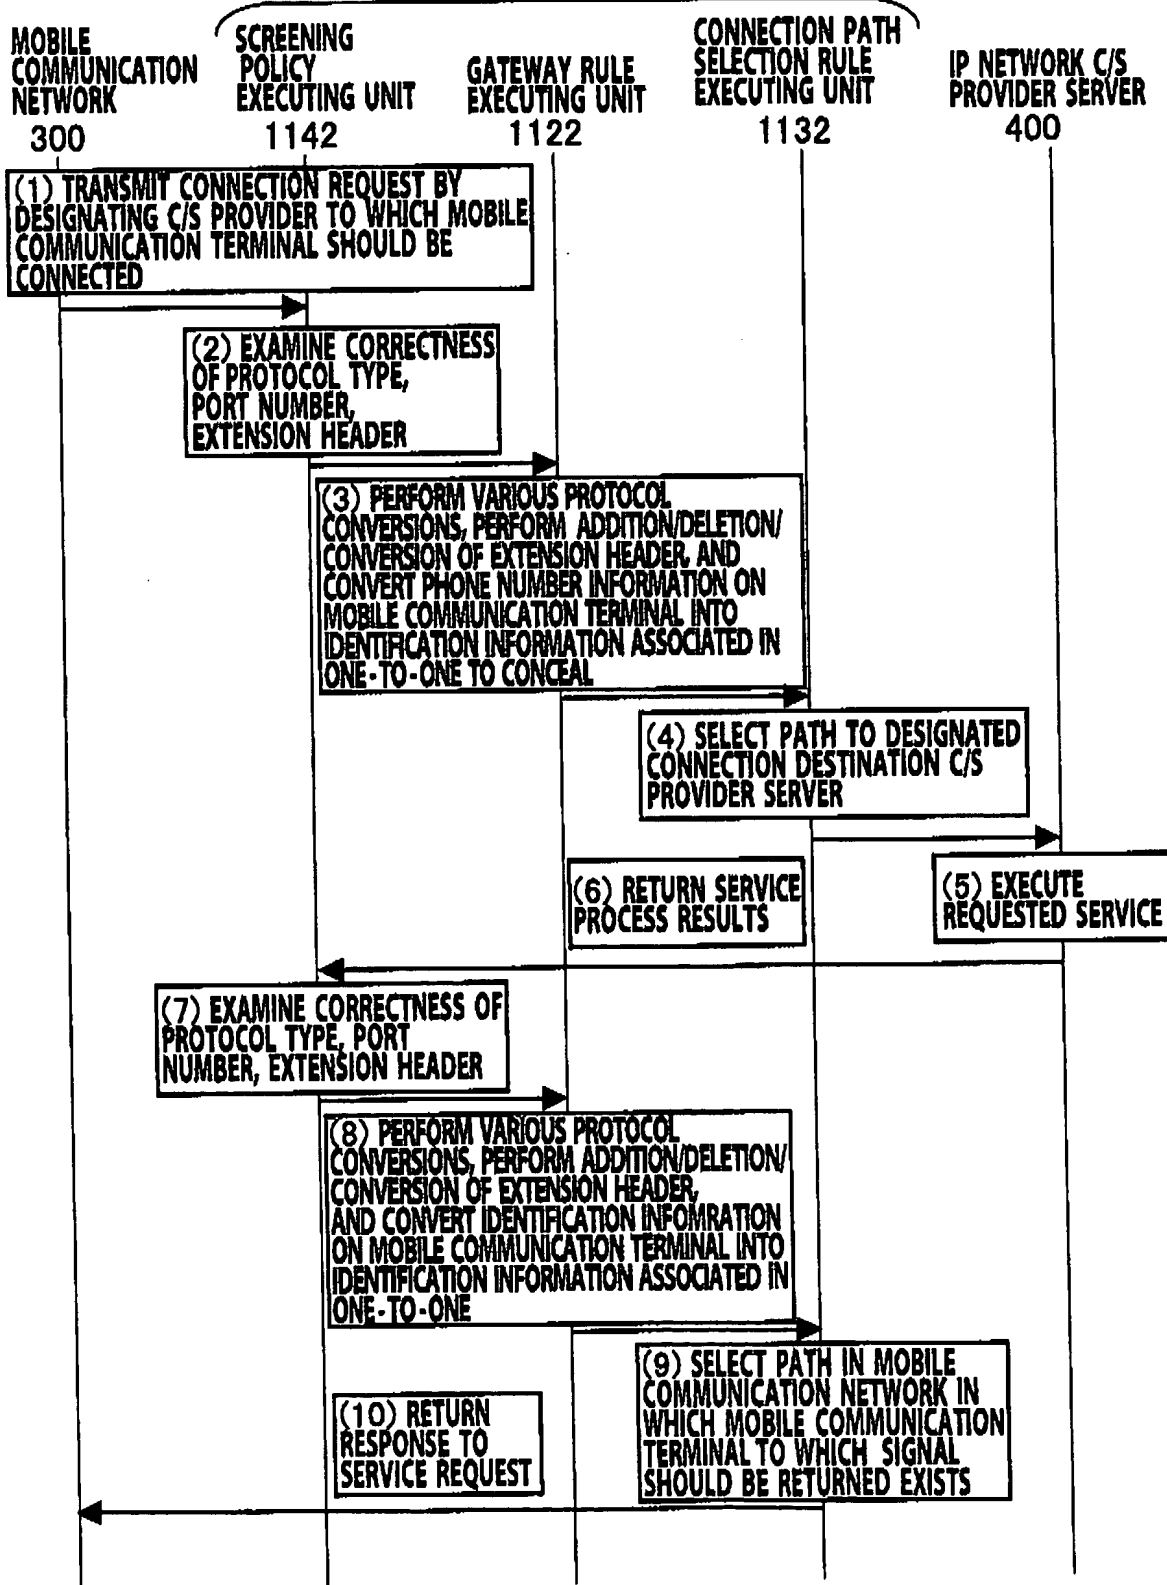 MOBILE
COMMUNICATION
NETWORK
300
SCREENING
POLICY
EXECUTING UNIT
1142
GATEWAY RULE
EXECUTING UNIT
1122
CONNECTION PATH
SELECTION RULE
EXECUTING UNIT
1132
IP NETWORK C/S
PROVIDER SERVER
400
(1) TRANSMIT CONNECTION REQUEST BY
DESIGNATING C/S PROVIDER TO WHICH MOBILE
COMMUNICATION TERMINAL SHOULD BE
CONNECTED
(2) EXAMINE CORRECTNESS
OF PROTOCOL TYPE,
PORT NUMBER,
EXTENSION HEADER
(3) PERFORM VARIOUS PROTOCOL
CONVERSIONS, PERFORM ADDITION/DELETION/
CONVERSION OF EXTENSION HEADER, AND
CONVERT PHONE NUMBER INFORMATION ON
MOBILE COMMUNICATION TERMINAL INTO
IDENTIFICATION INFORMATION ASSOCIATED IN
ONE-TO-ONE TO CONCEAL
(4) SELECT PATH TO DESIGNATED
CONNECTION DESTINATION C/S
PROVIDER SERVER
(5) EXECUTE
REQUESTED SERVICE
(6) RETURN SERVICE
PROCESS RESULTS
(7) EXAMINE CORRECTNESS OF
PROTOCOL TYPE, PORT
NUMBER, EXTENSION HEADER
(8) PERFORM VARIOUS PROTOCOL
CONVERSIONS, PERFORM ADDITION/DELETION/
CONVERSION OF EXTENSION HEADER,
AND CONVERT IDENTIFICATION INFOMRATION
ON MOBILE COMMUNICATION TERMINAL INTO
IDENTIFICATION INFORMATION ASSOCIATED IN
ONE-TO-ONE
(9) SELECT PATH IN MOBILE
COMMUNICATION NETWORK IN
WHICH MOBILE COMMUNICATION
TERMINAL TO WHICH SIGNAL
SHOULD BE RETURNED EXISTS
(10) RETURN
RESPONSE TO
SERVICE REQUEST